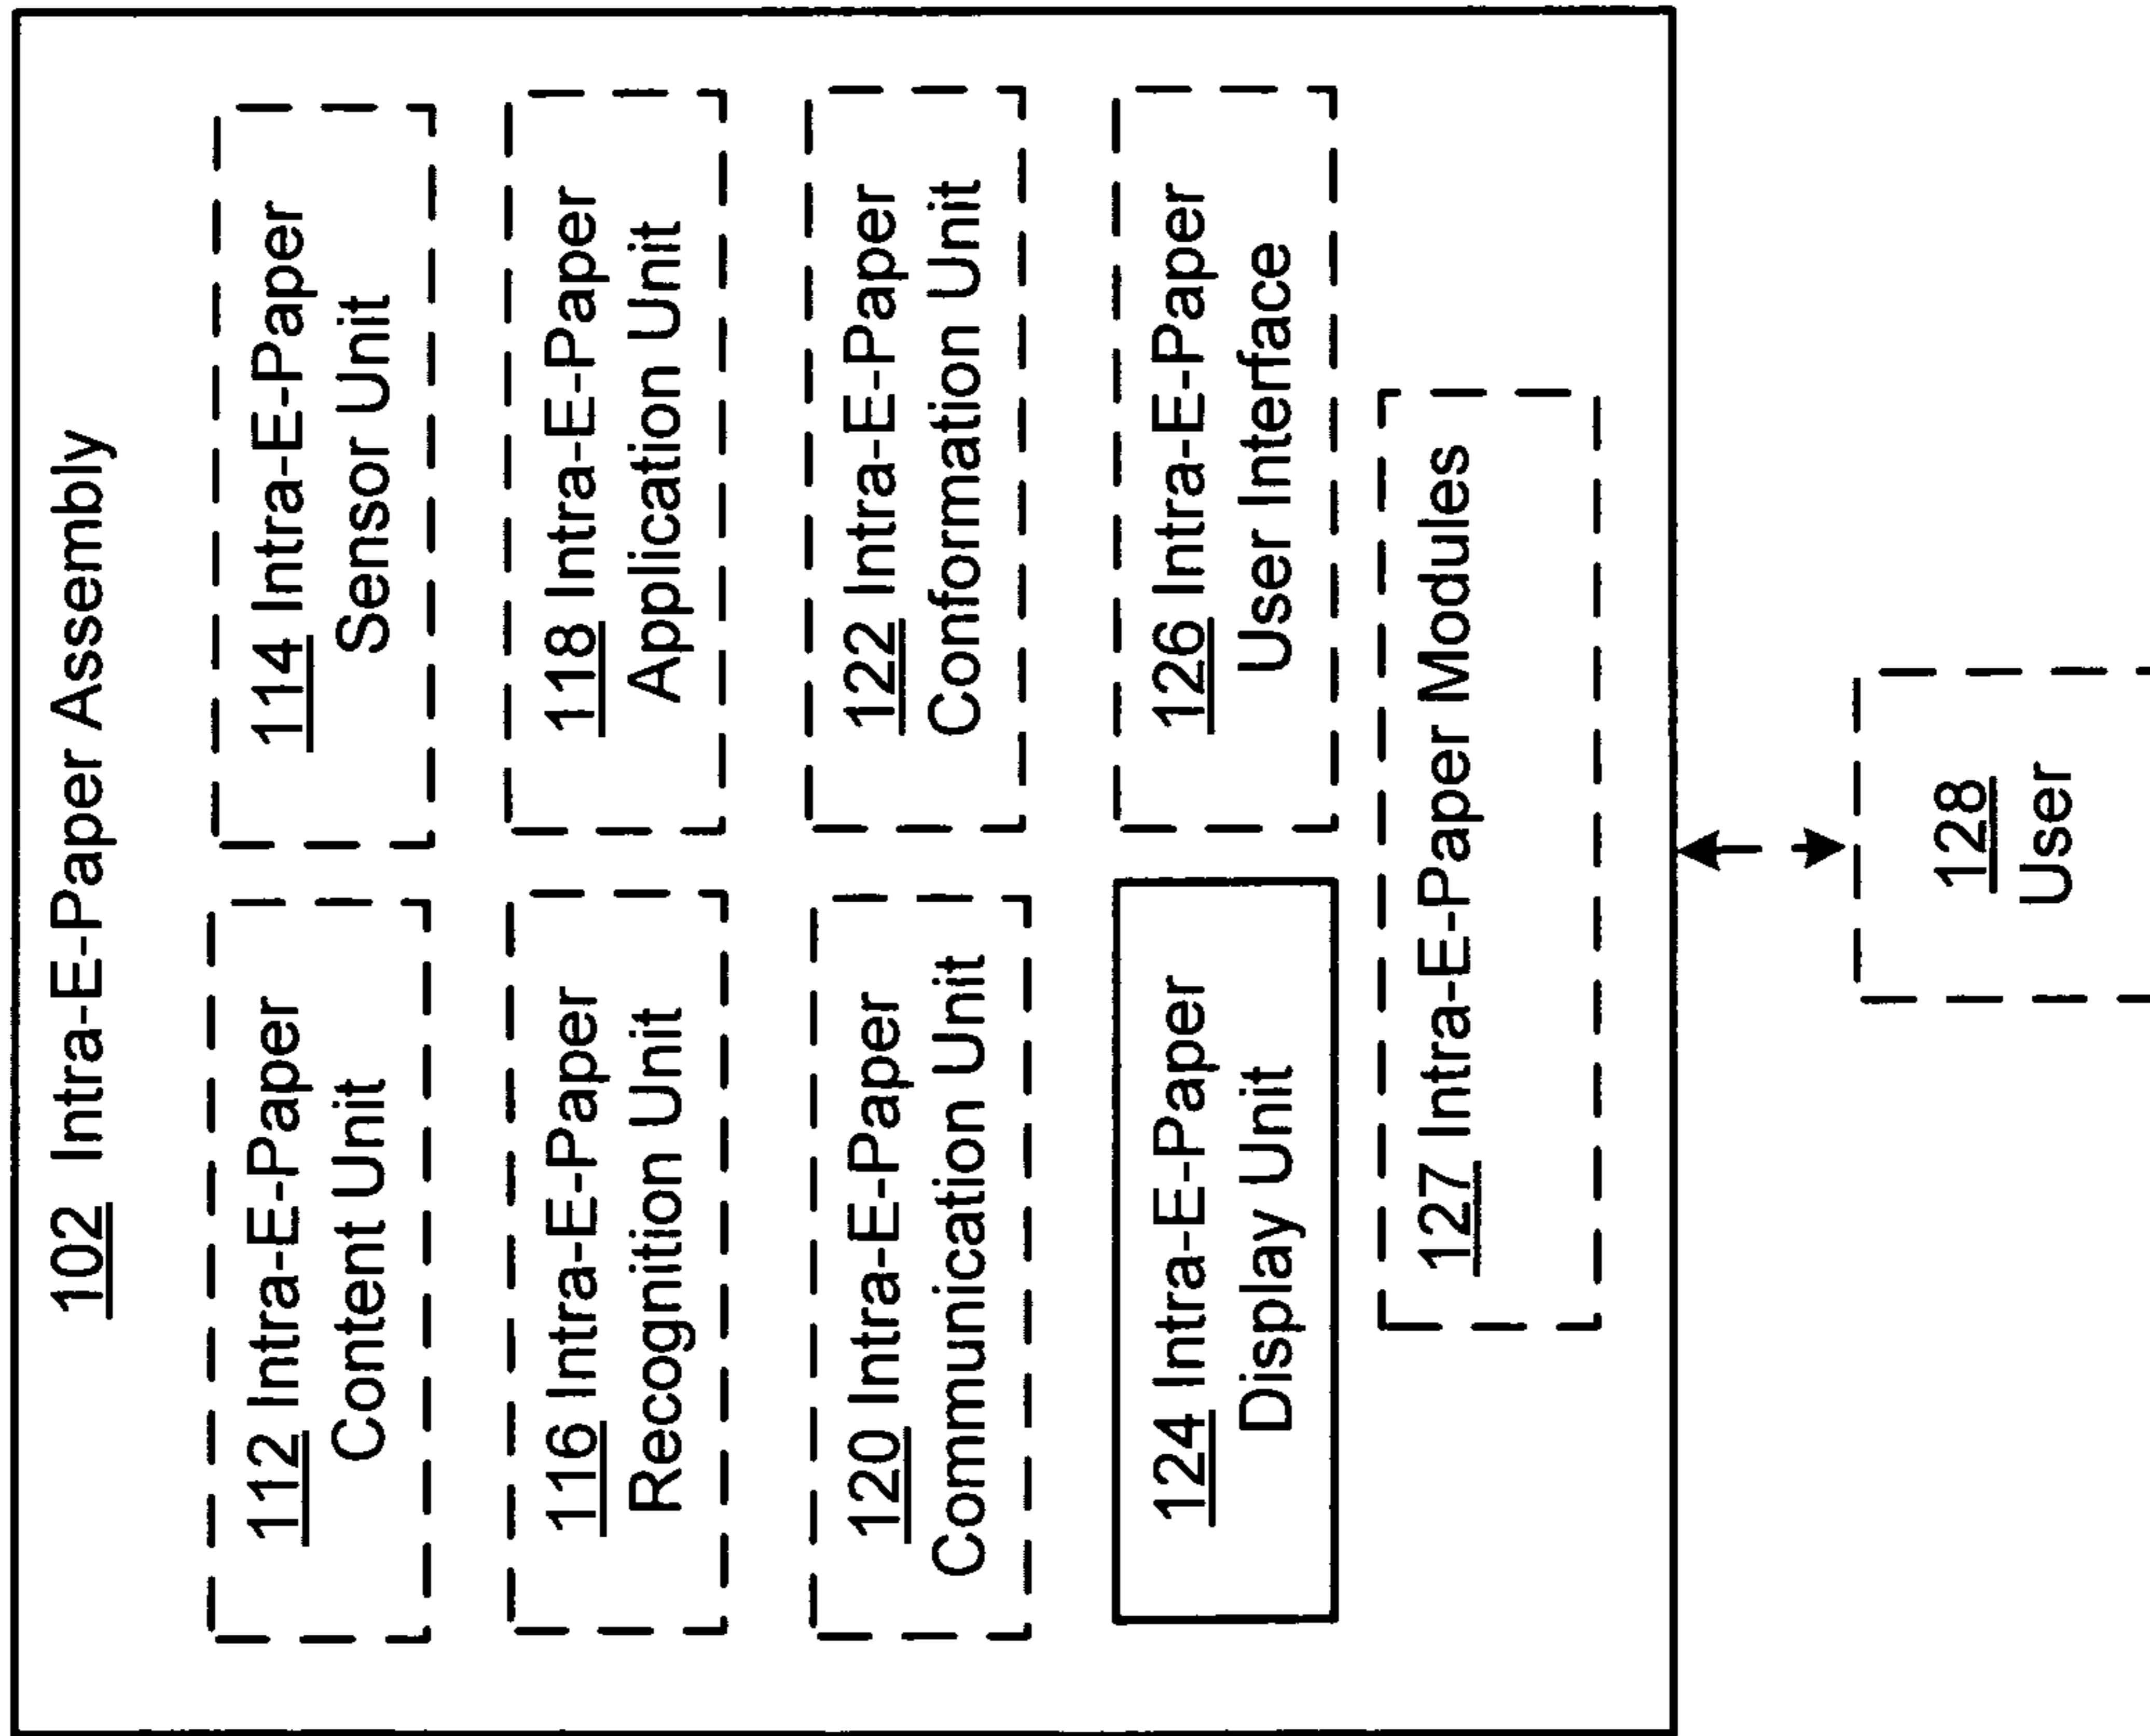 102 Intra-E-Paper Assembly
112 Intra-E-Paper
Content Unit
114 Intra-E-Paper
Sensor Unit
116 Intra-E-Paper
Recognition Unit
118 Intra-E-Paper
Application Unit
120 Intra-E-Paper
Communication Unit
122 Intra-E-Paper
Conformation Unit
124 Intra-E-Paper
Display Unit
126 Intra-E-Paper
User Interface
127 Intra-E-Paper Modules
128
User